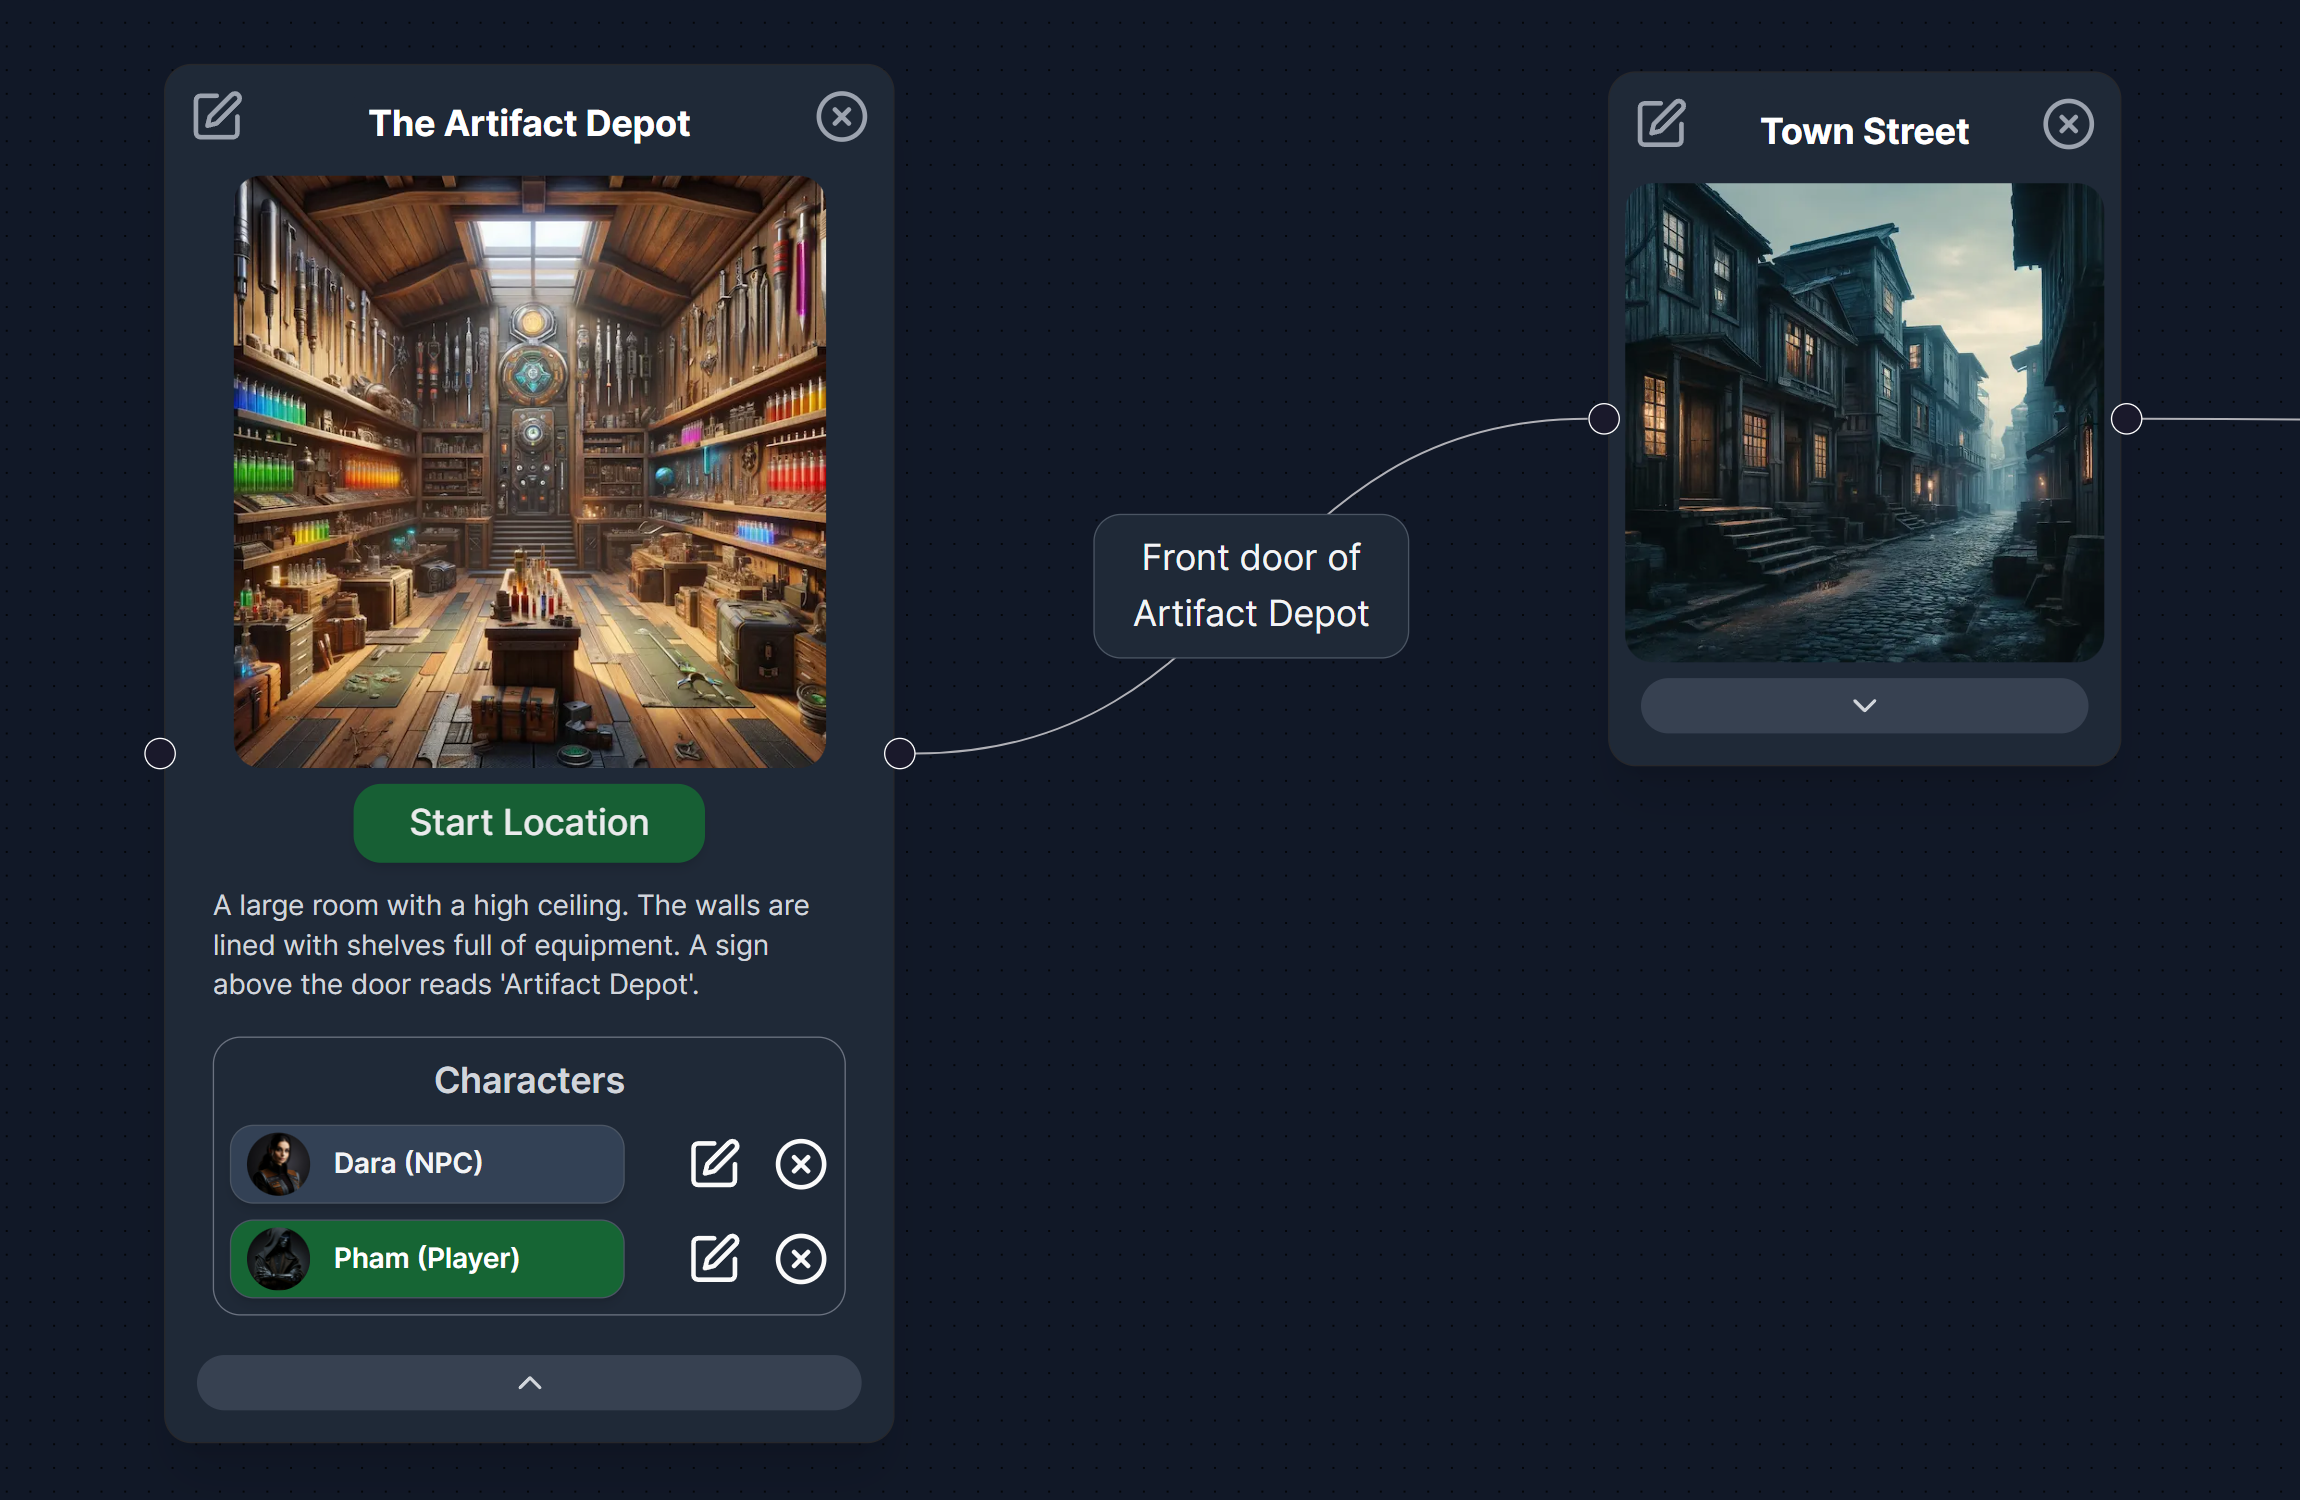 The Artifact Depot
Start Location
A large room with a high ceiling. The walls are
lined with shelves full of equipment. A sign
above the door reads 'Artifact Depot'.
Characters
Dara (NPC)
Pham (Player)
Front door of
Artifact Depot
Town Street